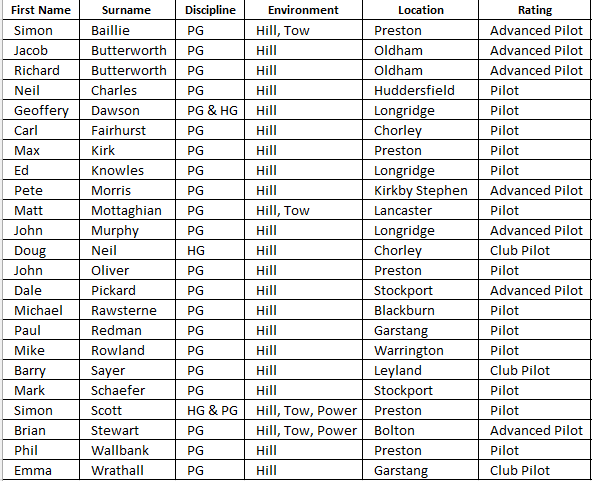 First Name Surname Discipline Environment Location Rating
Simon Baillie PG Hill, Tow Preston Advanced Pilot
Jacob Butterworth PG Hill Oldham Advanced Pilot
Richard Butterworth PG Hill Oldham Advanced Pilot
Neil Charles PG Hill Huddersfield Pilot
Geoffery Dawson PG & HG Hill Longridge Pilot
Carl Fairhurst PG Hill Chorley Pilot
Max Kirk PG Hill Preston Pilot
Ed Knowles PG Hill Longridge Pilot
Pete Morris PG Hill Kirkby Stephen Advanced Pilot
Matt Mottaghian PG Hill, Tow Lancaster Pilot
John Murphy PG Hill Longridge Advanced Pilot
Doug Neil HG Hill Chorley Club Pilot
John Oliver PG Hill Preston Pilot
Dale Pickard PG Hill Stockport Advanced Pilot
Michael Rawsterne PG Hill Blackburn Pilot
Paul Redman PG Hill Garstang Pilot
Mike Rowland PG Hill Warrington Pilot
Barry Sayer PG Hill Leyland Club Pilot
Mark Schaefer PG Hill Stockport Pilot
Simon Scott HG & PG Hill, Tow, Power Preston Pilot
Brian Stewart PG Hill, Tow, Power Bolton Advanced Pilot
Phil Wallbank PG Hill Preston Pilot
Emma Wrathall PG Hill Garstang Club Pilot